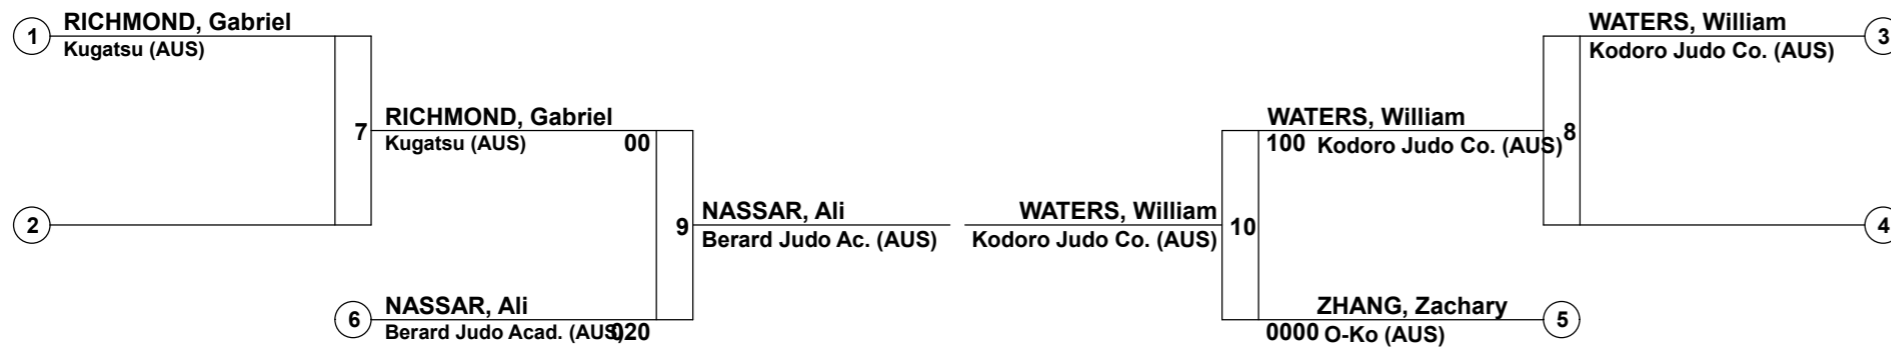 1
RICHMOND, Gabriel
Kugatsu (AUS)
2
7
RICHMOND, Gabriel
Kugatsu (AUS)
00
6
NASSAR, Ali
Berard Judo Acad. (AUS)
020
9
NASSAR, Ali
Berard Judo Ac. (AUS)
WATERS, William
Kodoro Judo Co. (AUS)
10
WATERS, William
100 Kodoro Judo Co. (AUS)
ZHANG, Zachary
0000 O-Ko (AUS)
5
8
WATERS, William
Kodoro Judo Co. (AUS)
3
4